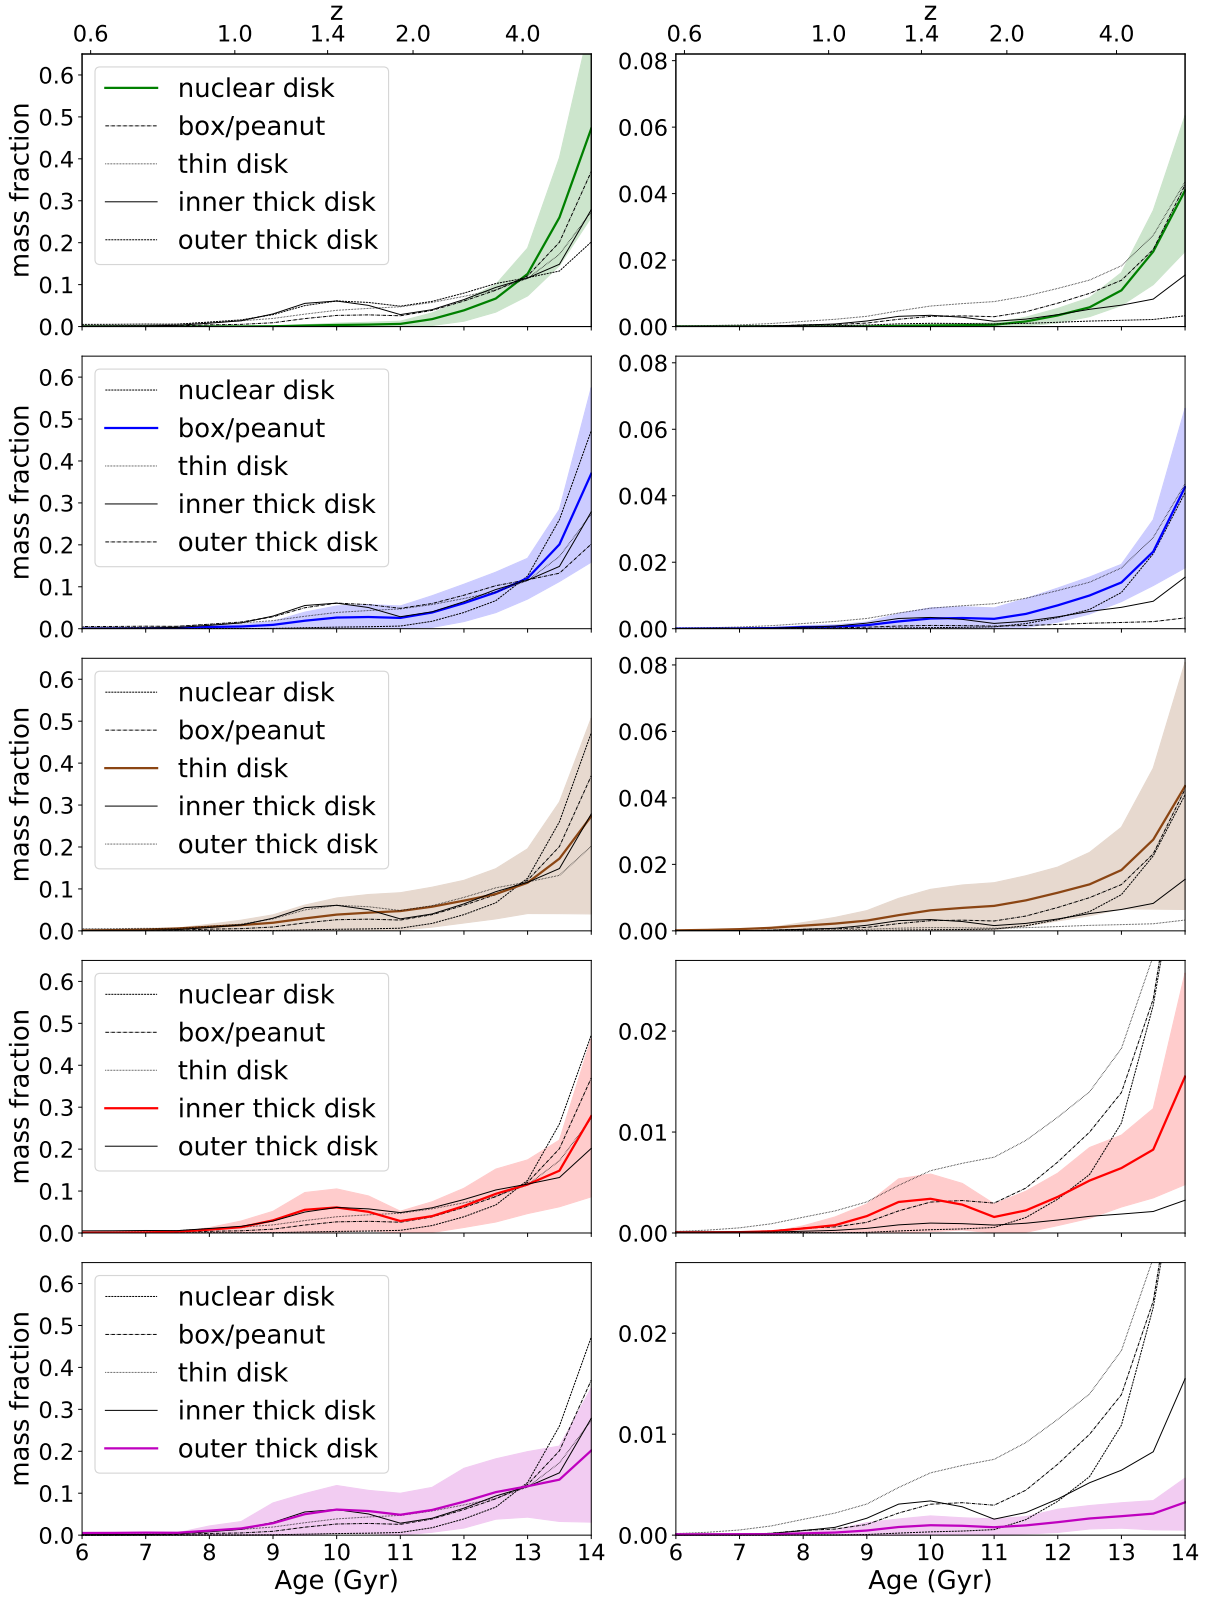 z
z
0.6 1.0 1.4 2.0 4.0
0.6 1.0 1.4 2.0 4.0
mass fraction
0.6
0.5
0.4
0.3
0.2
0.1
0.0
nuclear disk
box/peanut
thin disk
inner thick disk
outer thick disk
0.08
0.06
0.04
0.02
0.00
mass fraction
0.6
0.5
0.4
0.3
0.2
0.1
0.0
nuclear disk
box/peanut
thin disk
inner thick disk
outer thick disk
0.08
0.06
0.04
0.02
0.00
mass fraction
0.6
0.5
0.4
0.3
0.2
0.1
0.0
nuclear disk
box/peanut
thin disk
inner thick disk
outer thick disk
0.08
0.06
0.04
0.02
0.00
mass fraction
0.6
0.5
0.4
0.3
0.2
0.1
0.0
nuclear disk
box/peanut
thin disk
inner thick disk
outer thick disk
0.02
0.01
0.00
mass fraction
0.6
0.5
0.4
0.3
0.2
0.1
0.0
nuclear disk
box/peanut
thin disk
inner thick disk
outer thick disk
0.02
0.01
0.00
6 7 8 9 10 11 12 13 14
Age (Gyr)
6 7 8 9 10 11 12 13 14
Age (Gyr)